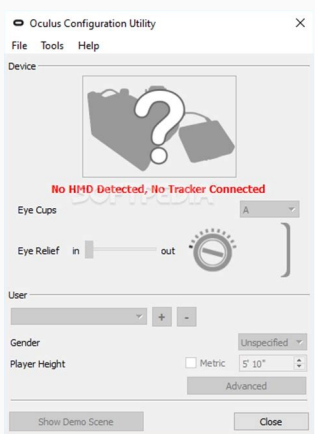 Oculus Configuration Utility
File Tools Help
Device
No HMD Detected, No Tracker Connected
SOFTPEDIA
Eye Cups A
Eye Relief in out
User
+ -
Gender Unspecified
Player Height Metric 5' 10"
Advanced
Show Demo Scene Close